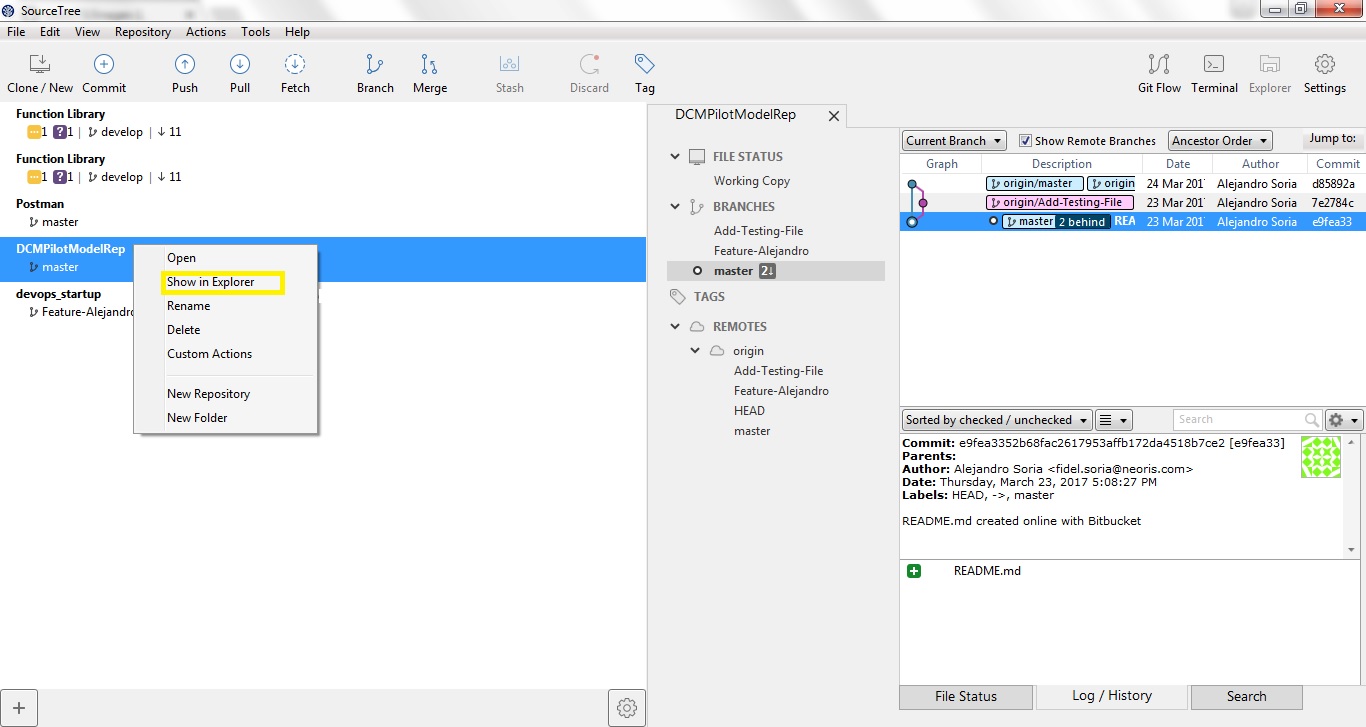 SourceTree
File Edit View Repository Actions Tools Help
Clone / New Commit Push Pull Fetch Branch Merge Stash Discard Tag Git Flow Terminal Explorer Settings
Function Library
1 ?1 | develop | ↓ 11
Function Library
1 ?1 | develop | ↓ 11
Postman
master
DCMPilotModelRep
master
devops_startup
Feature-Alejandro
Open
Show in Explorer
Rename
Delete
Custom Actions
New Repository
New Folder
DCMPilotModelRep
FILE STATUS
Working Copy
BRANCHES
Add-Testing-File
Feature-Alejandro
master 2↓
TAGS
REMOTES
origin
Add-Testing-File
Feature-Alejandro
HEAD
master
Current Branch Show Remote Branches Ancestor Order Jump to:
Graph Description Date Author Commit
origin/master origin 24 Mar 201 Alejandro Soria d85892a
origin/Add-Testing-File 23 Mar 201 Alejandro Soria 7e2784c
master 2 behind REA 23 Mar 201 Alejandro Soria e9fea33
Sorted by checked / unchecked Search
Commit: e9fea3352b68fac2617953affb172da4518b7ce2 [e9fea33]
Parents:
Author: Alejandro Soria <fidel.soria@neoris.com>
Date: Thursday, March 23, 2017 5:08:27 PM
Labels: HEAD, ->, master
README.md created online with Bitbucket
README.md
File Status Log / History Search